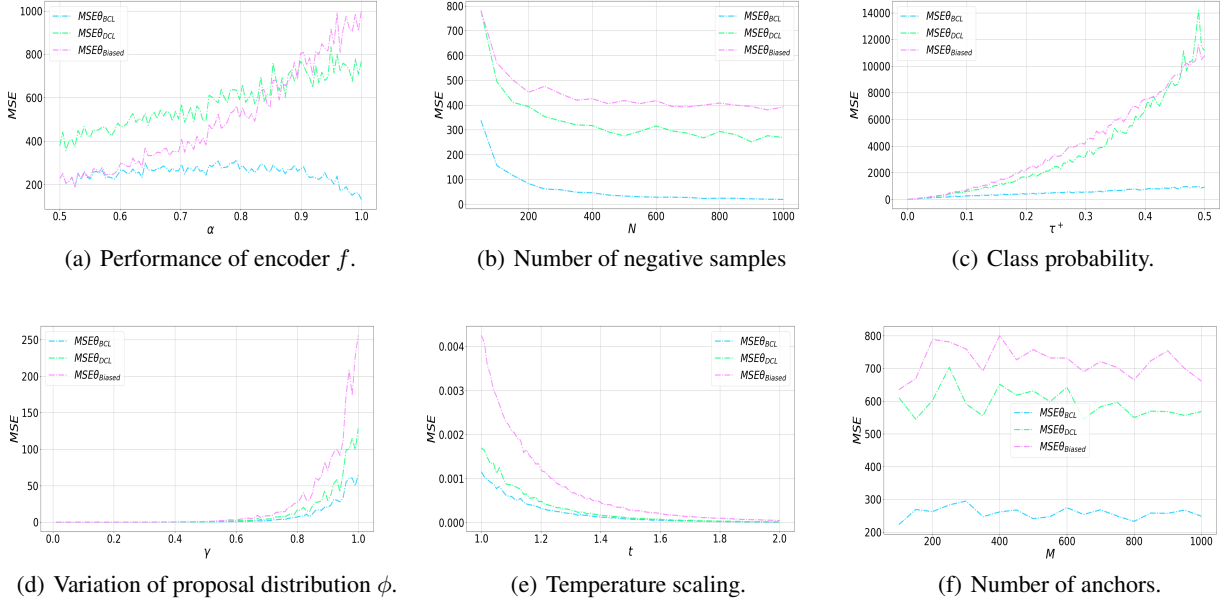 1000
800
600
400
200
MSE
0.5 0.6 0.7 0.8 0.9 1.0
α
MSEθ_BCL
MSEθ_DCL
MSEθ_Biased
(a) Performance of encoder f.
800
700
600
500
400
300
200
100
0
MSE
200 400 600 800 1000
N
MSEθ_BCL
MSEθ_DCL
MSEθ_Biased
(b) Number of negative samples
14000
12000
10000
8000
6000
4000
2000
0
MSE
0.0 0.1 0.2 0.3 0.4 0.5
τ⁺
MSEθ_BCL
MSEθ_DCL
MSEθ_Biased
(c) Class probability.
250
200
150
100
50
0
MSE
0.0 0.2 0.4 0.6 0.8 1.0
γ
MSEθ_BCL
MSEθ_DCL
MSEθ_Biased
(d) Variation of proposal distribution ϕ.
0.004
0.003
0.002
0.001
0.000
MSE
1.0 1.2 1.4 1.6 1.8 2.0
t
MSEθ_BCL
MSEθ_DCL
MSEθ_Biased
(e) Temperature scaling.
800
700
600
500
400
300
200
MSE
200 400 600 800 1000
M
MSEθ_BCL
MSEθ_DCL
MSEθ_Biased
(f) Number of anchors.